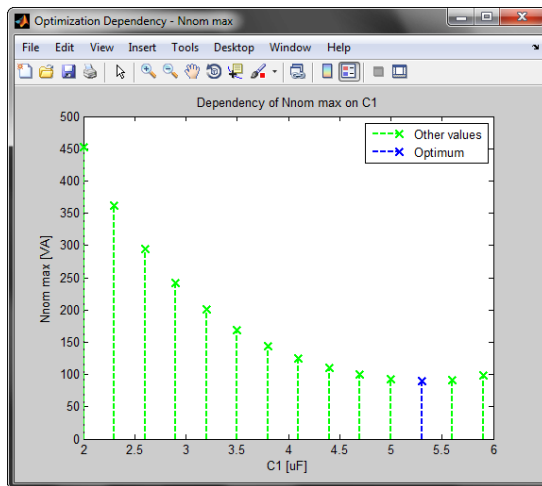 Optimization Dependency - Nnom max
File Edit View Insert Tools Desktop Window Help
Dependency of Nnom max on C1
Other values
Optimum
500
450
400
350
300
250
200
150
100
50
0
Nnom max [VA]
2 2.5 3 3.5 4 4.5 5 5.5 6
C1 [uF]